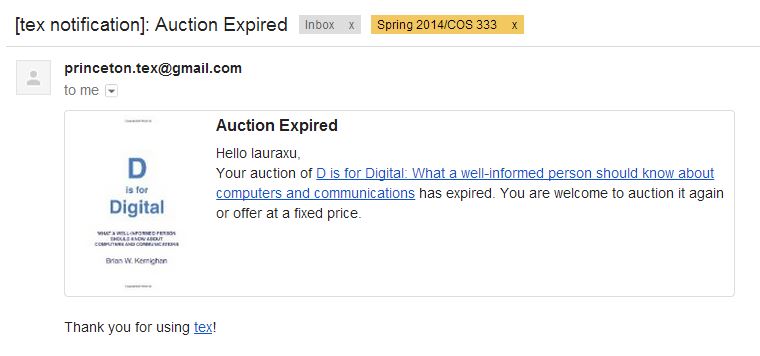 [tex notification]: Auction Expired Inbox x Spring 2014/COS 333 x
princeton.tex@gmail.com
to me
Auction Expired
Hello lauraxu,
Your auction of D is for Digital: What a well-informed person should know about
computers and communications has expired. You are welcome to auction it again
or offer at a fixed price.
D
is for
Digital
WHAT A WELL-INFORMED PERSON
SHOULD KNOW ABOUT
COMPUTERS AND COMMUNICATIONS
Brian W. Kernighan
Thank you for using tex!